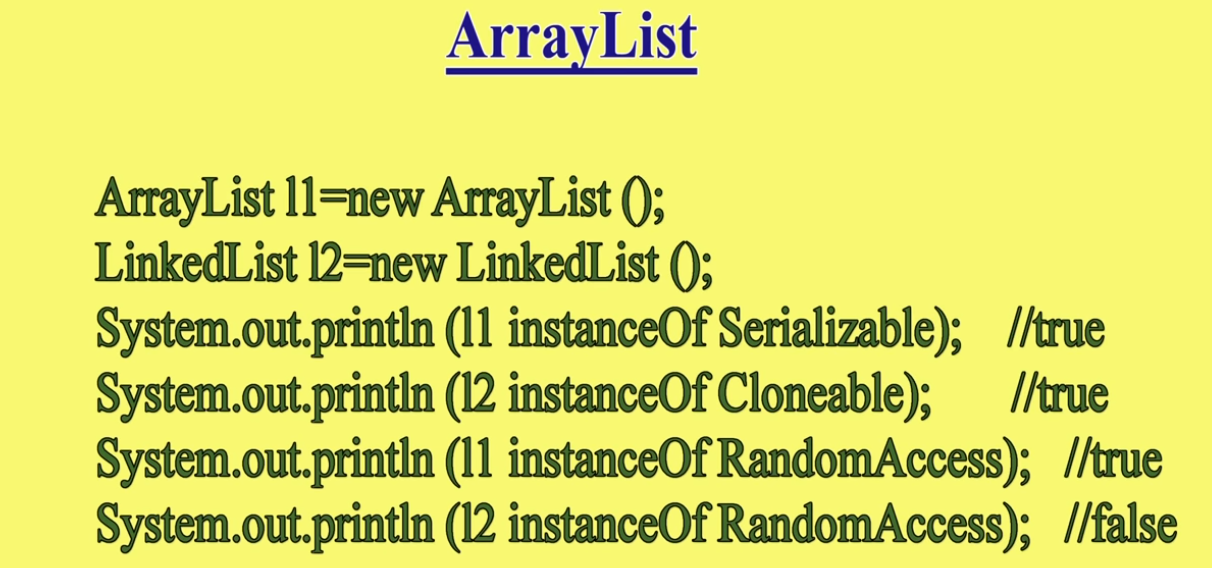 ArrayList
ArrayList l1=new ArrayList ();
LinkedList l2=new LinkedList ();
System.out.println (l1 instanceOf Serializable); //true
System.out.println (l2 instanceOf Cloneable); //true
System.out.println (l1 instanceOf RandomAccess); //true
System.out.println (l2 instanceOf RandomAccess); //false